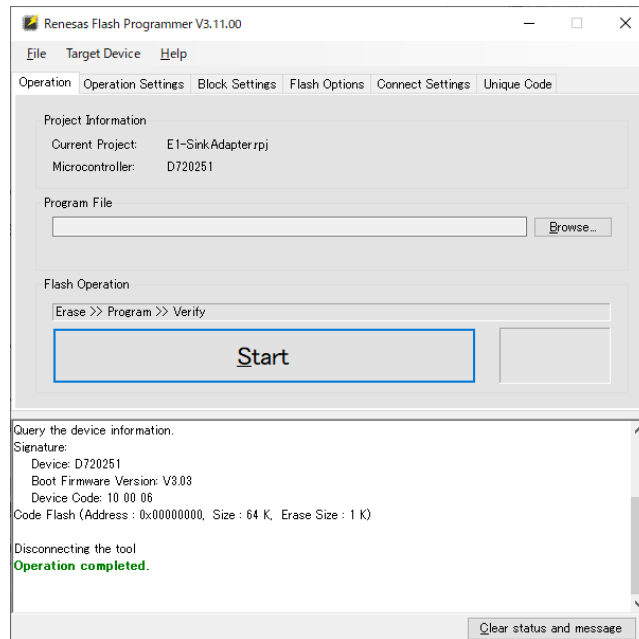 Renesas Flash Programmer V3.11.00
File Target Device Help
Operation Operation Settings Block Settings Flash Options Connect Settings Unique Code
Project Information
Current Project: E1-SinkAdapter.rpj
Microcontroller: D720251
Program File
Browse...
Flash Operation
Erase >> Program >> Verify
Start
Query the device information.
Signature:
Device: D720251
Boot Firmware Version: V3.03
Device Code: 10 00 06
Code Flash (Address : 0x00000000, Size : 64 K, Erase Size : 1 K)
Disconnecting the tool
Operation completed.
Clear status and message